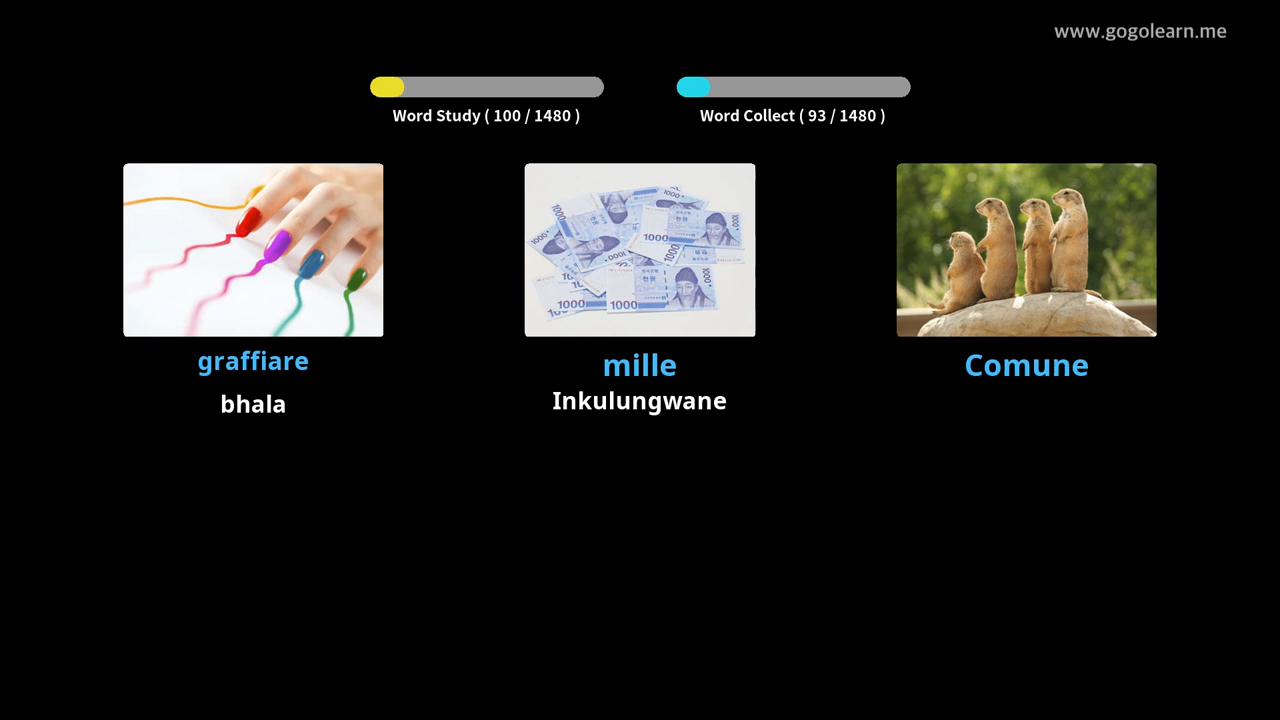 www.gogolearn.me
Word Study ( 100 / 1480 )
Word Collect ( 93 / 1480 )
graffiare
bhala
mille
Inkulungwane
Comune